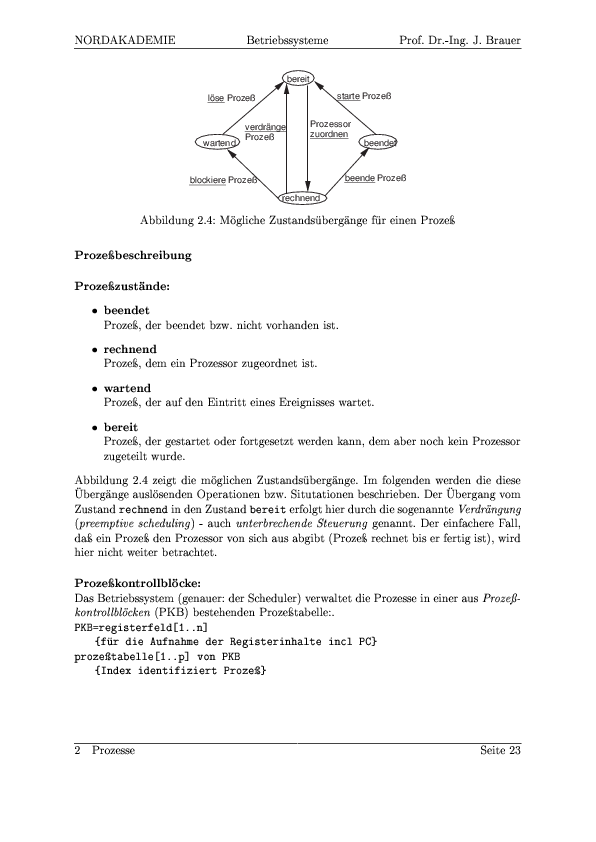 NORDAKADEMIE Betriebssysteme Prof. Dr.-Ing. J. Brauer
bereit
löse Prozeß
starte Prozeß
verdränge
Prozeß
Prozessor
zuordnen
wartend
beendet
blockiere Prozeß
beende Prozeß
rechnend
Abbildung 2.4: Mögliche Zustandsübergänge für einen Prozeß
Prozeßbeschreibung
Prozeßzustände:
• beendet
Prozeß, der beendet bzw. nicht vorhanden ist.
• rechnend
Prozeß, dem ein Prozessor zugeordnet ist.
• wartend
Prozeß, der auf den Eintritt eines Ereignisses wartet.
• bereit
Prozeß, der gestartet oder fortgesetzt werden kann, dem aber noch kein Prozessor
zugeteilt wurde.
Abbildung 2.4 zeigt die möglichen Zustandsübergänge. Im folgenden werden die diese
Übergänge auslösenden Operationen bzw. Situtationen beschrieben. Der Übergang vom
Zustand rechnend in den Zustand bereit erfolgt hier durch die sogenannte Verdrängung
(preemptive scheduling) - auch unterbrechende Steuerung genannt. Der einfachere Fall,
daß ein Prozeß den Prozessor von sich aus abgibt (Prozeß rechnet bis er fertig ist), wird
hier nicht weiter betrachtet.
Prozeßkontrollblöcke:
Das Betriebssystem (genauer: der Scheduler) verwaltet die Prozesse in einer aus Prozeß-
kontrollblöcken (PKB) bestehenden Prozeßtabelle:.
PKB=registerfeld[1..n]
{für die Aufnahme der Registerinhalte incl PC}
prozeßtabelle[1..p] von PKB
{Index identifiziert Prozeß}
2 Prozesse Seite 23